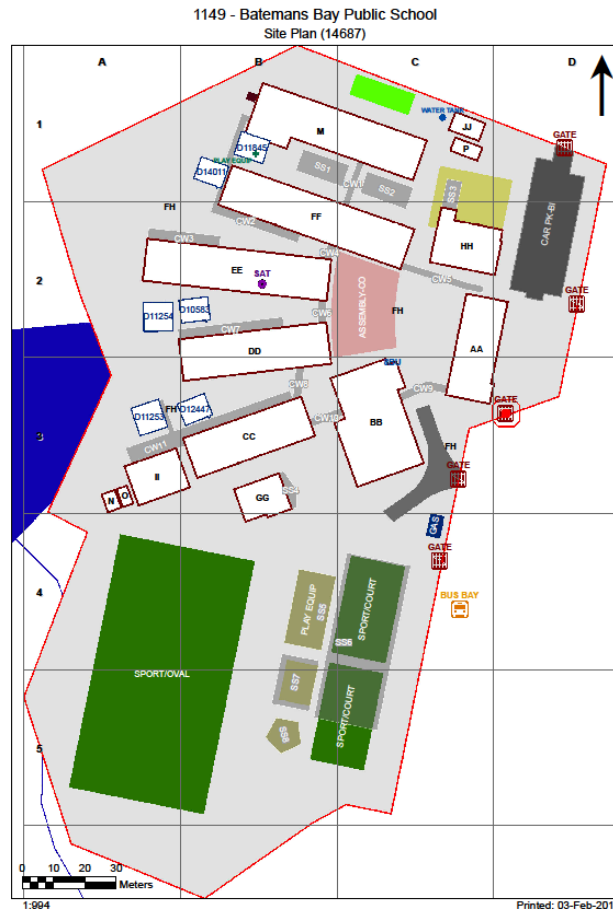 1149 - Batemans Bay Public School
Site Plan (14687)
A
B
C
D
1
WATER TANK
M
JJ
P
GATE
D11845
PLAY EQUIP
D14011
SS1
CW1
SS2
SS3
CAR PK-BI
FH
CW2
FF
HH
CW3
CW4
2
EE
SAT
CW5
ASSEMBLY-CO
FH
GATE
D11254
D10583
CW7
CW6
DD
AA
CW8
CW9
GATE
D11253
FH
D12447
CW10
3
CW11
CC
BB
FH
II
N
O
GG
SS4
GATE
GAS
GATE
4
PLAY EQUIP
SS5
SPORT/COURT
BUS BAY
SS6
SPORT/OVAL
SS7
SS8
SPORT/COURT
5
0 10 20 30
Meters
1:994
Printed: 03-Feb-201